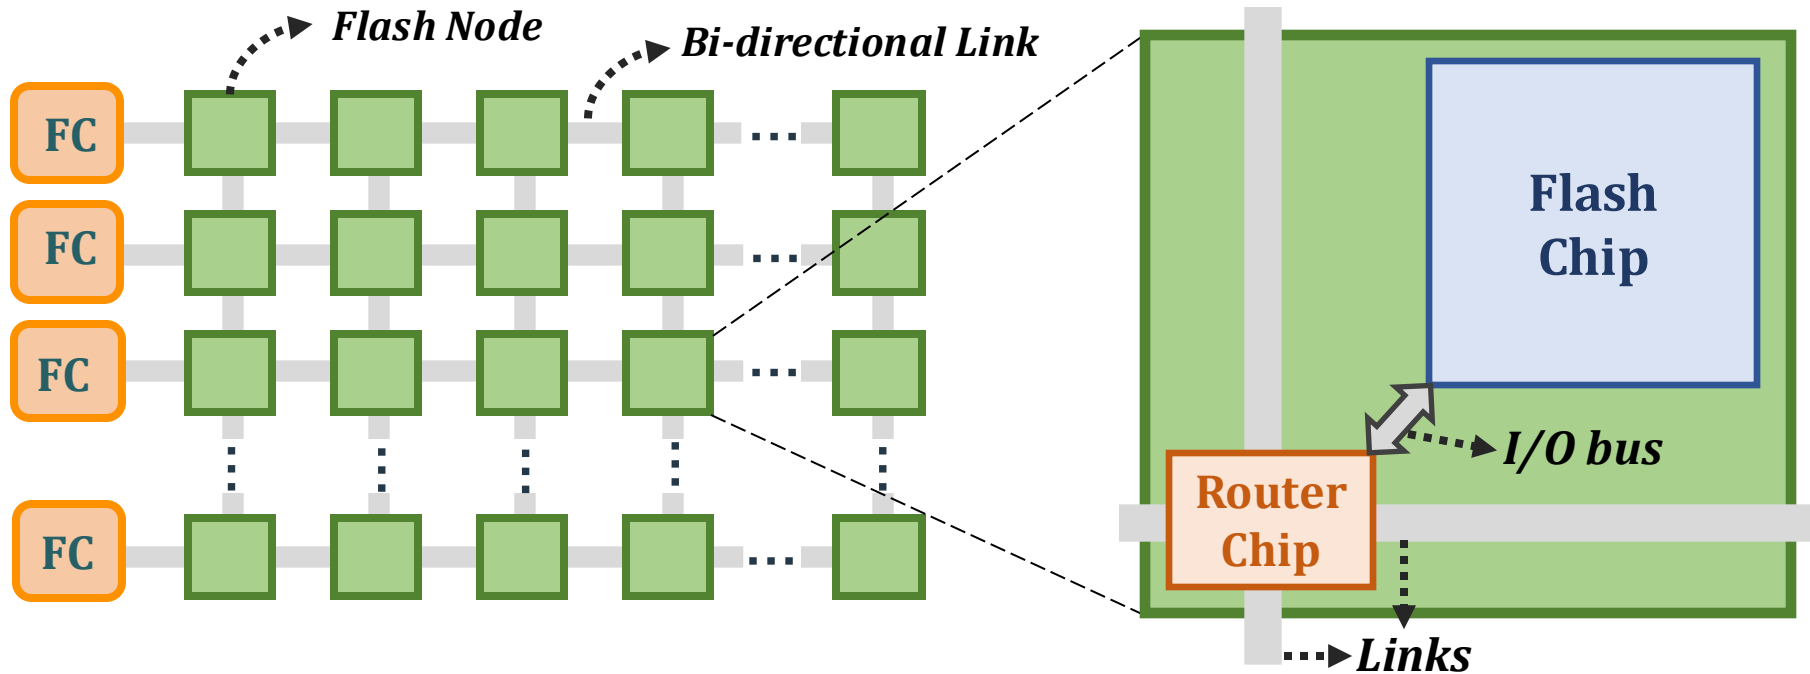 Flash Node
Bi-directional Link
FC
FC
FC
FC
Flash
Chip
I/O bus
Router
Chip
Links